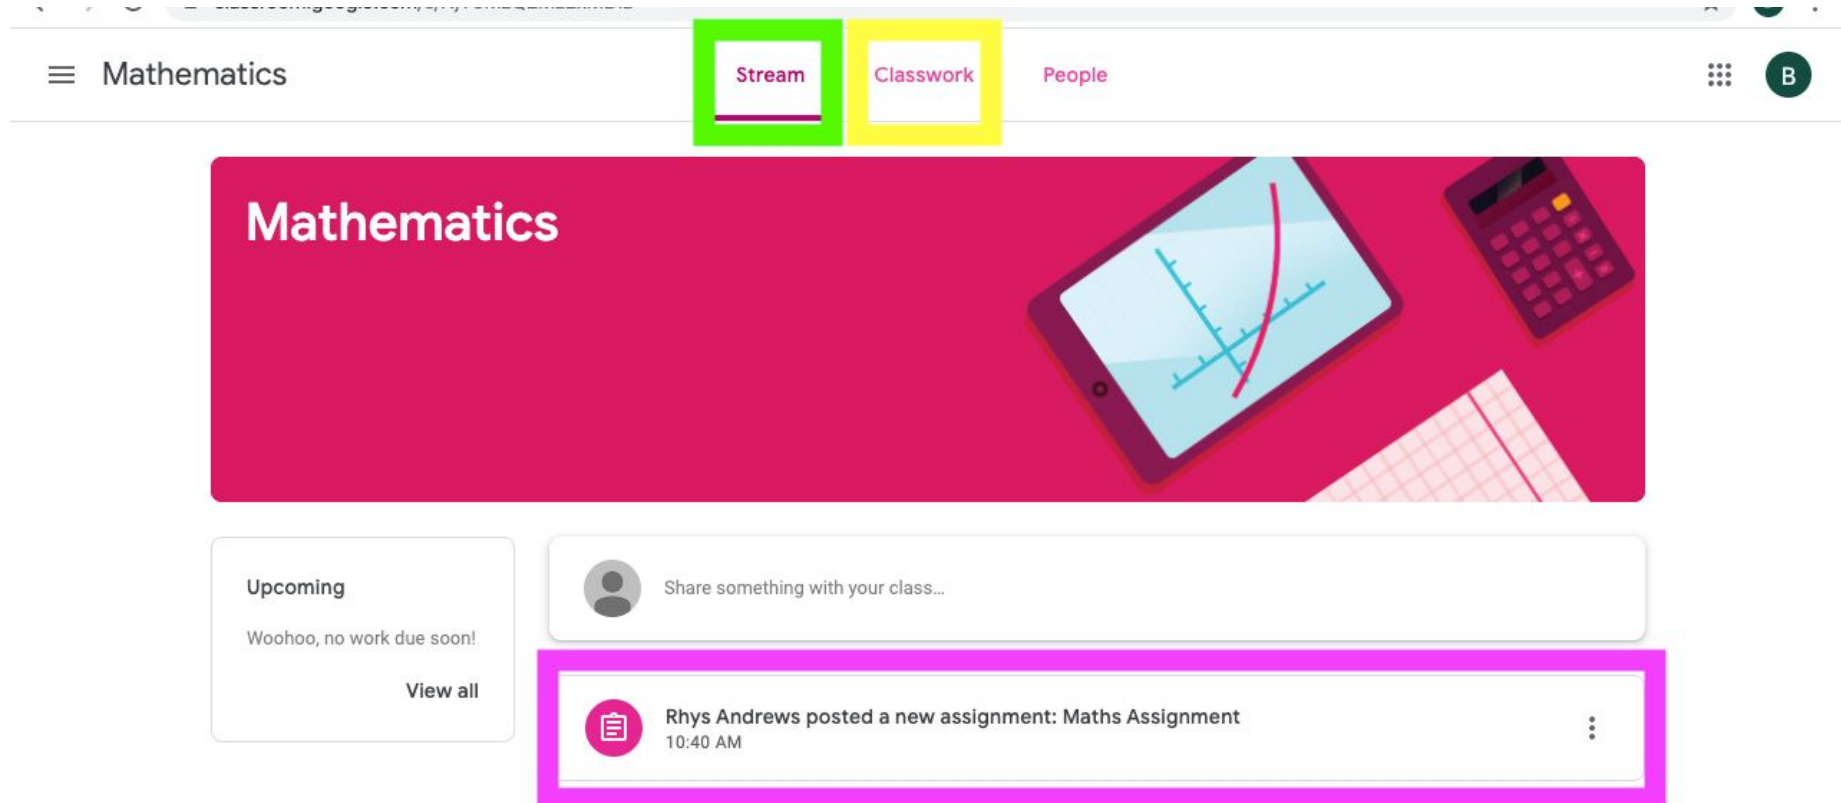 Mathematics
Stream
Classwork
People
B
Mathematics
Upcoming
Woohoo, no work due soon!
View all
Share something with your class...
Rhys Andrews posted a new assignment: Maths Assignment
10:40 AM